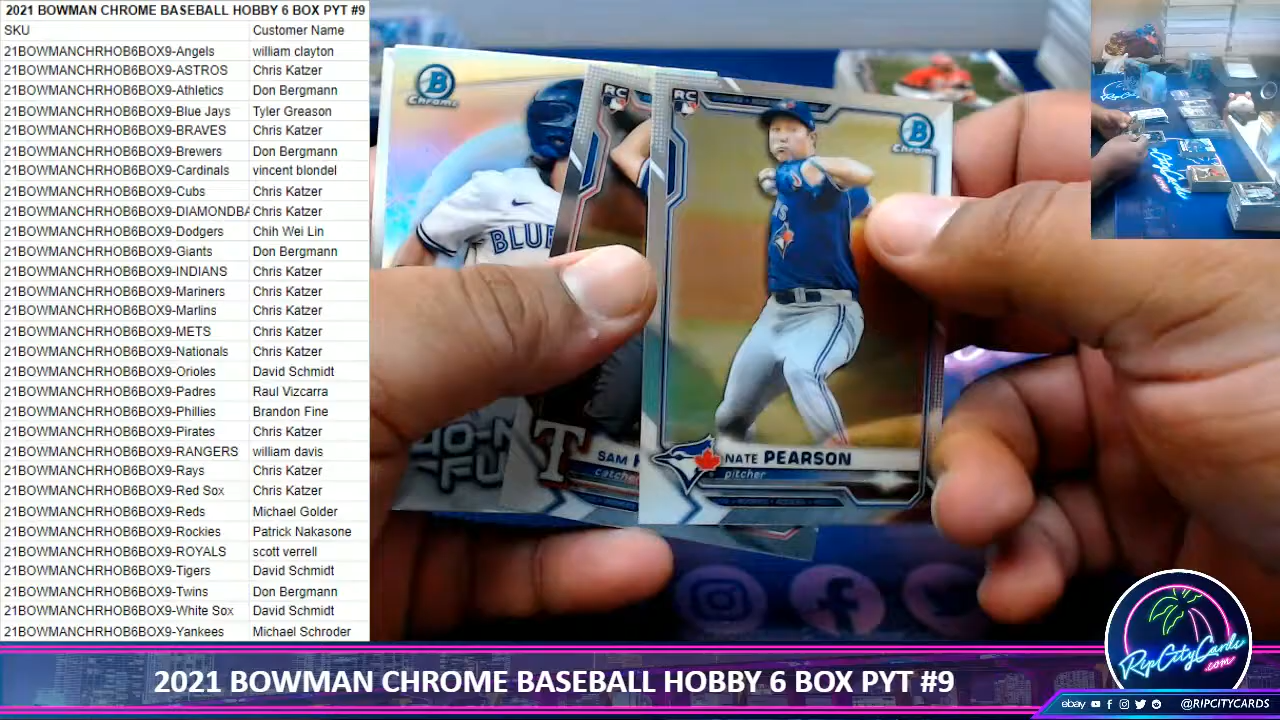 2021 BOWMAN CHROME BASEBALL HOBBY 6 BOX PYT #9
SKU Customer Name
21BOWMANCHRHOB6BOX9-Angels william clayton
21BOWMANCHRHOB6BOX9-ASTROS Chris Katzer
21BOWMANCHRHOB6BOX9-Athletics Don Bergmann
21BOWMANCHRHOB6BOX9-Blue Jays Tyler Greason
21BOWMANCHRHOB6BOX9-BRAVES Chris Katzer
21BOWMANCHRHOB6BOX9-Brewers Don Bergmann
21BOWMANCHRHOB6BOX9-Cardinals vincent blondel
21BOWMANCHRHOB6BOX9-Cubs Chris Katzer
21BOWMANCHRHOB6BOX9-DIAMONDBA Chris Katzer
21BOWMANCHRHOB6BOX9-Dodgers Chih Wei Lin
21BOWMANCHRHOB6BOX9-Giants Don Bergmann
21BOWMANCHRHOB6BOX9-INDIANS Chris Katzer
21BOWMANCHRHOB6BOX9-Mariners Chris Katzer
21BOWMANCHRHOB6BOX9-Marlins Chris Katzer
21BOWMANCHRHOB6BOX9-METS Chris Katzer
21BOWMANCHRHOB6BOX9-Nationals Chris Katzer
21BOWMANCHRHOB6BOX9-Orioles David Schmidt
21BOWMANCHRHOB6BOX9-Padres Raul Vizcarra
21BOWMANCHRHOB6BOX9-Phillies Brandon Fine
21BOWMANCHRHOB6BOX9-Pirates Chris Katzer
21BOWMANCHRHOB6BOX9-RANGERS william davis
21BOWMANCHRHOB6BOX9-Rays Chris Katzer
21BOWMANCHRHOB6BOX9-Red Sox Chris Katzer
21BOWMANCHRHOB6BOX9-Reds Michael Golder
21BOWMANCHRHOB6BOX9-Rockies Patrick Nakasone
21BOWMANCHRHOB6BOX9-ROYALS scott verrell
21BOWMANCHRHOB6BOX9-Tigers David Schmidt
21BOWMANCHRHOB6BOX9-Twins Don Bergmann
21BOWMANCHRHOB6BOX9-White Sox David Schmidt
21BOWMANCHRHOB6BOX9-Yankees Michael Schroder
B
Chrome
BLUE
RC
T
SAM
catcher
RC
B
Chrome
NATE PEARSON
pitcher
RipCityCards
.com
2021 BOWMAN CHROME BASEBALL HOBBY 6 BOX PYT #9
ebay @RIPCITYCARDS